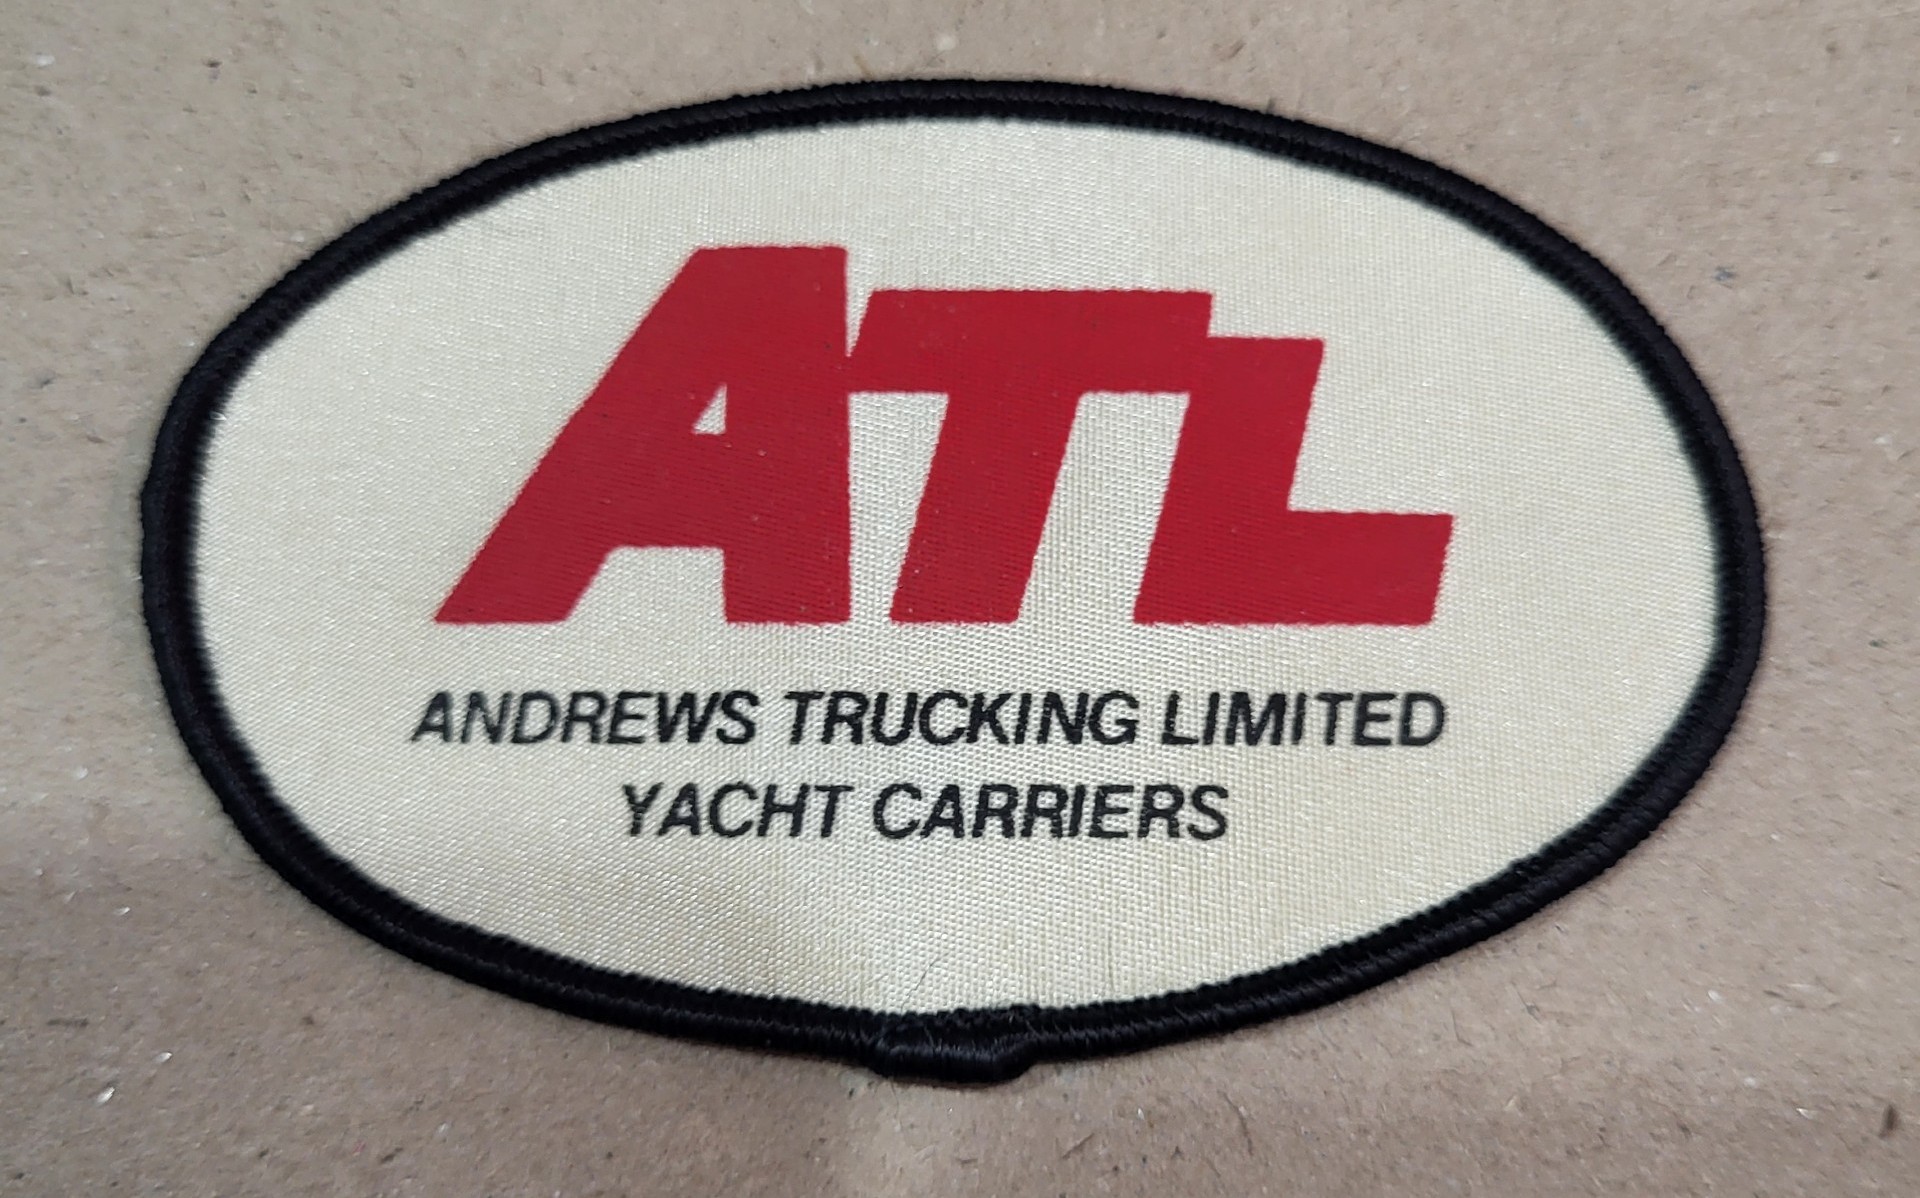 ATL
ANDREWS TRUCKING LIMITED
YACHT CARRIERS